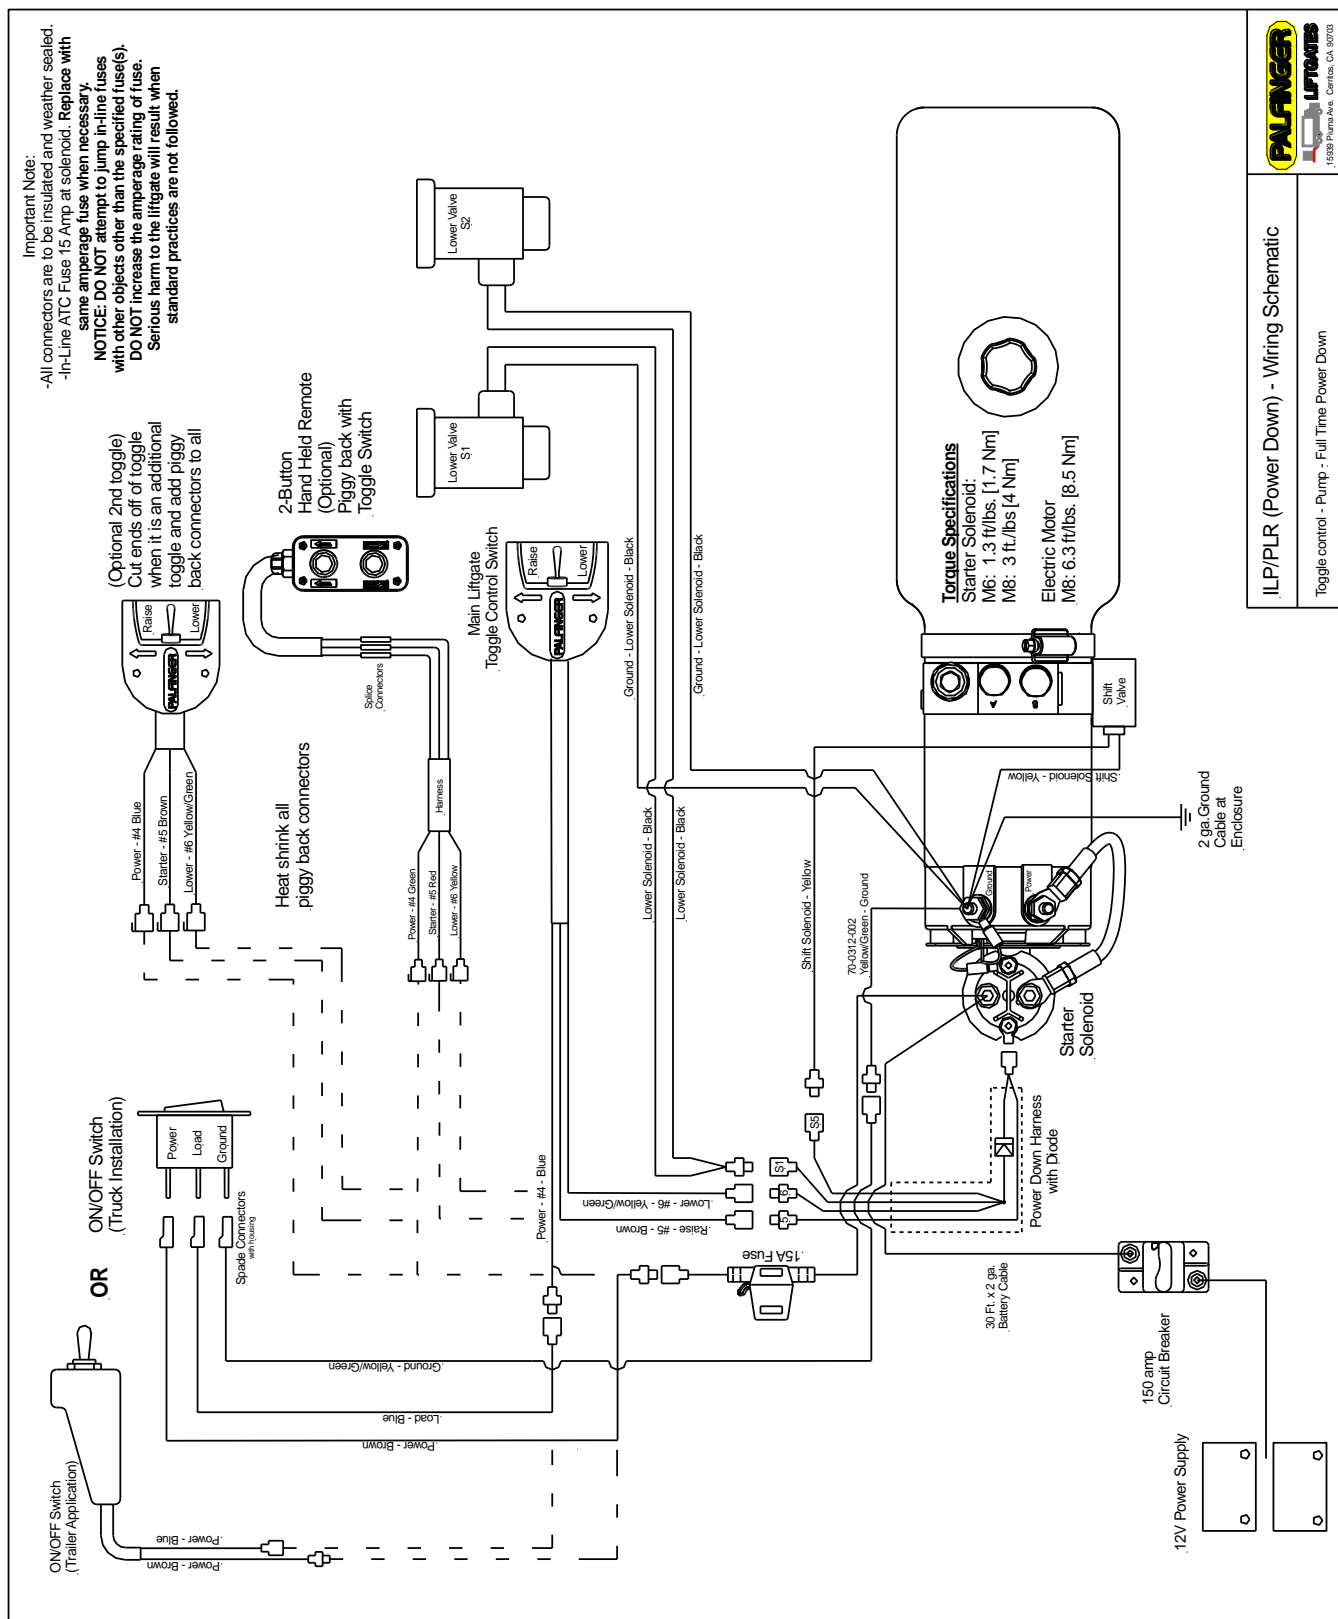 Important Note:
-All connectors are to be insulated and weather sealed.
-In-Line ATC Fuse 15 Amp at solenoid. Replace with
same amperage fuse when necessary.
NOTICE: DO NOT attempt to jump in-line fuses
with other objects other than the specified fuse(s).
DO NOT increase the amperage rating of fuse.
Serious harm to the liftgate will result when
standard practices are not followed.
(Optional 2nd toggle)
Cut ends off of toggle
when it is an additional
toggle and add piggy
back connectors to all
Raise
Lower
PALFINGER
Power - #4 Blue
Starter - #5 Brown
Lower - #6 Yellow/Green
2-Button
Hand Held Remote
(Optional)
Piggy back with
Toggle Switch
Splice
Connectors
Harness
Heat shrink all
piggy back connectors
Power - #4 Green
Starter - #5 Red
Lower - #6 Yellow
Main Liftgate
Toggle Control Switch
Raise
Lower
PALFINGER
Lower Valve
S1
Lower Valve
S2
Ground - Lower Solenoid - Black
Ground - Lower Solenoid - Black
Lower Solenoid - Black
Lower Solenoid - Black
ON/OFF Switch
(Truck Installation)
Power
Load
Ground
Spade Connectors
with housing
OR
ON/OFF Switch
(Trailer Application)
Power - Blue
Power - Brown
Ground - Yellow/Green
Load - Blue
Power - Brown
Power - #4 - Blue
Lower - #6 - Yellow/Green
Raise - #5 - Brown
S1
6
5
S5
15A Fuse
Shift Solenoid - Yellow
70-0312-002
Yellow/Green - Ground
Power Down Harness
with Diode
Starter
Solenoid
Ground
Power
30 Ft. x 2 ga.
Battery Cable
150 amp
Circuit Breaker
12V Power Supply
2 ga.Ground
Cable at
Enclosure
Shift Solenoid - Yellow
Shift
Valve
A
B
Torque Specifications
Starter Solenoid:
M6: 1.3 ft/lbs. [1.7 Nm]
M8: 3 ft./lbs [4 Nm]
Electric Motor
M8: 6.3 ft/lbs. [8.5 Nm]
ILP/PLR (Power Down) - Wiring Schematic
Toggle control - Pump - Full Time Power Down
PALFINGER
LIFTGATES
15939 Piuma Ave. Cerritos, CA 90703